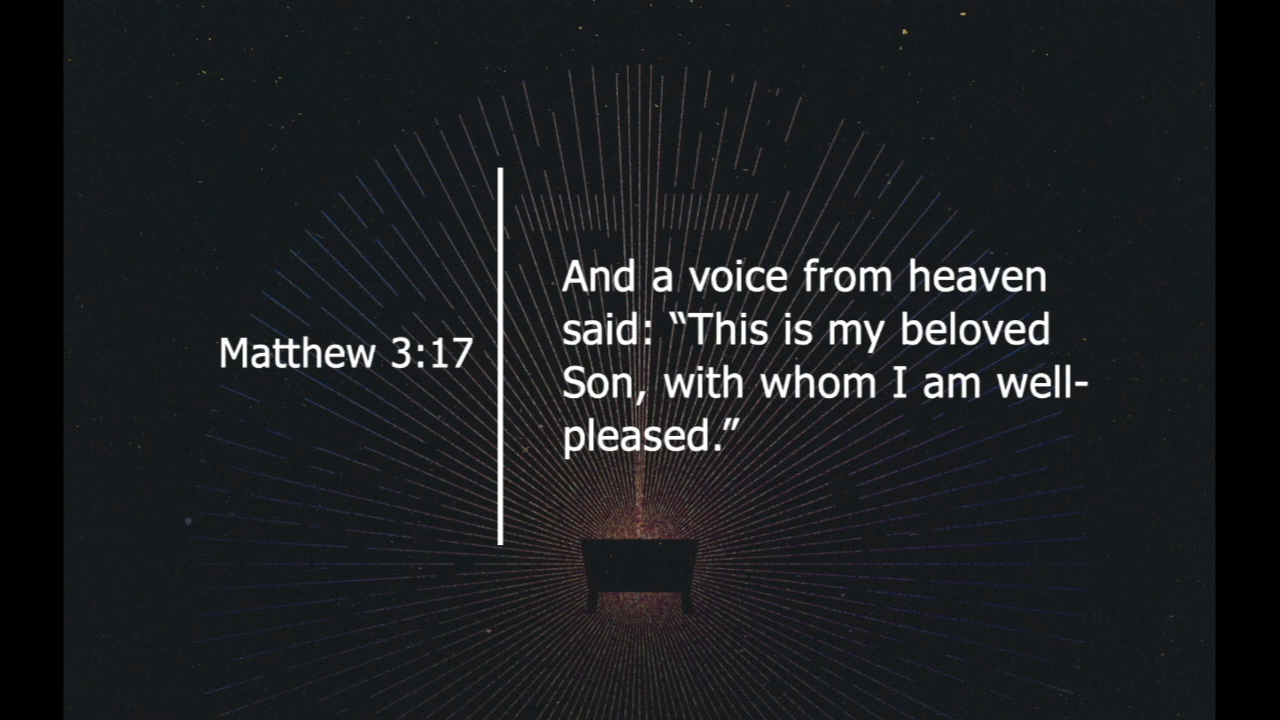 Matthew 3:17
And a voice from heaven
said: “This is my beloved
Son, with whom I am well-
pleased.”